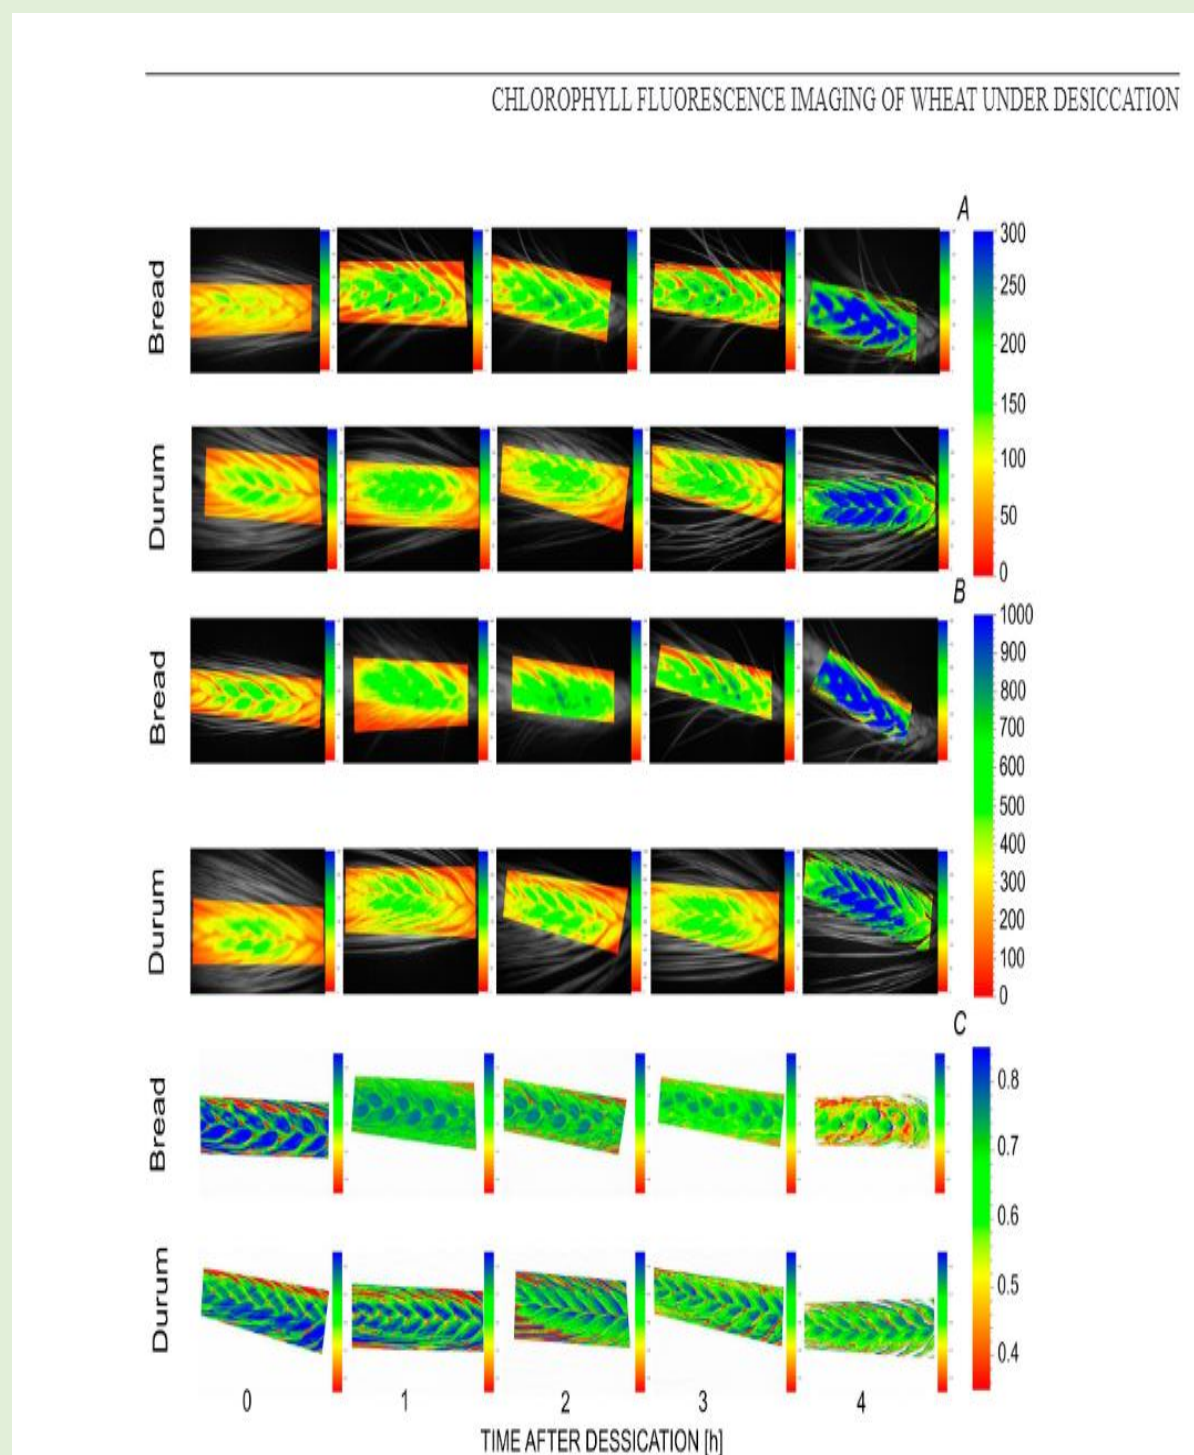 CHLOROPHYLL FLUORESCENCE IMAGING OF WHEAT UNDER DESICCATION
A
Bread
300
250
200
150
100
50
0
Durum
B
Bread
1000
900
800
700
600
500
400
300
200
100
0
Durum
C
Bread
0.8
0.7
0.6
0.5
0.4
Durum
0 1 2 3 4
TIME AFTER DESSICATION [h]